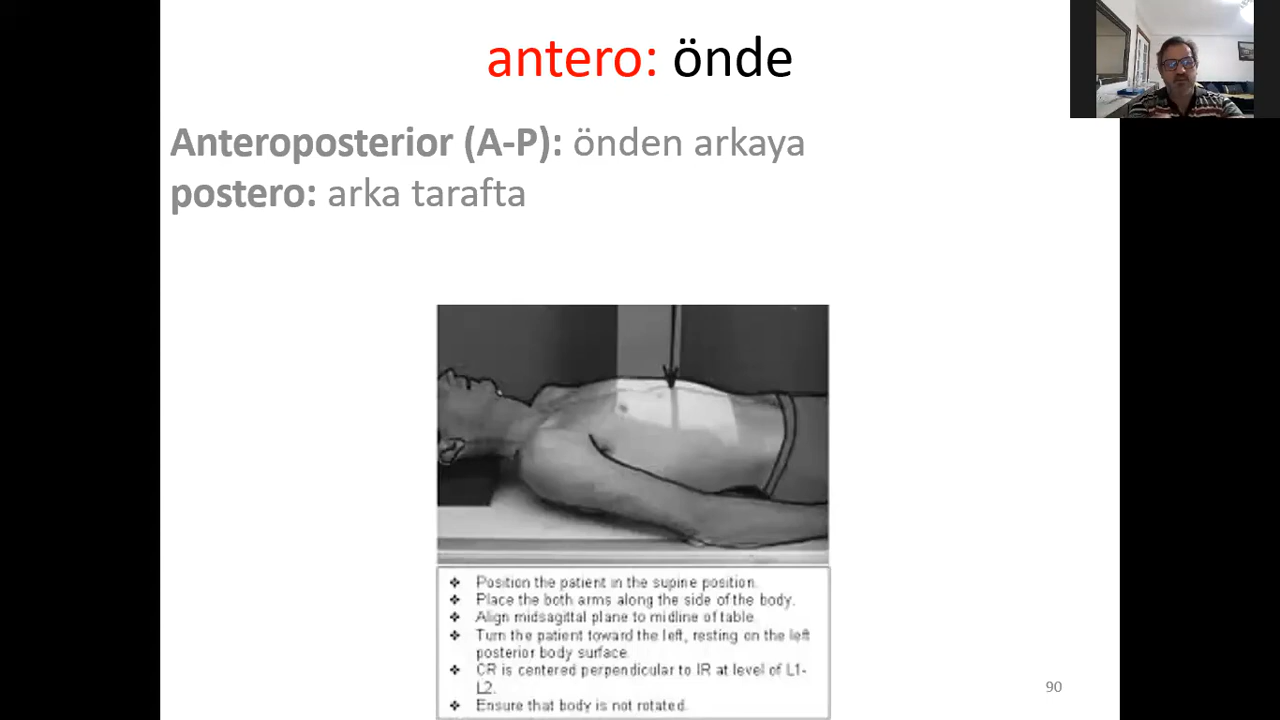 antero: önde
Anteroposterior (A-P): önden arkaya
postero: arka tarafta
❖ Position the patient in the supine position.
❖ Place the both arms along the side of the body.
❖ Align midsagittal plane to midline of table.
❖ Turn the patient toward the left, resting on the left
posterior body surface.
❖ CR is centered perpendicular to IR at level of L1-
L2.
❖ Ensure that body is not rotated.
90